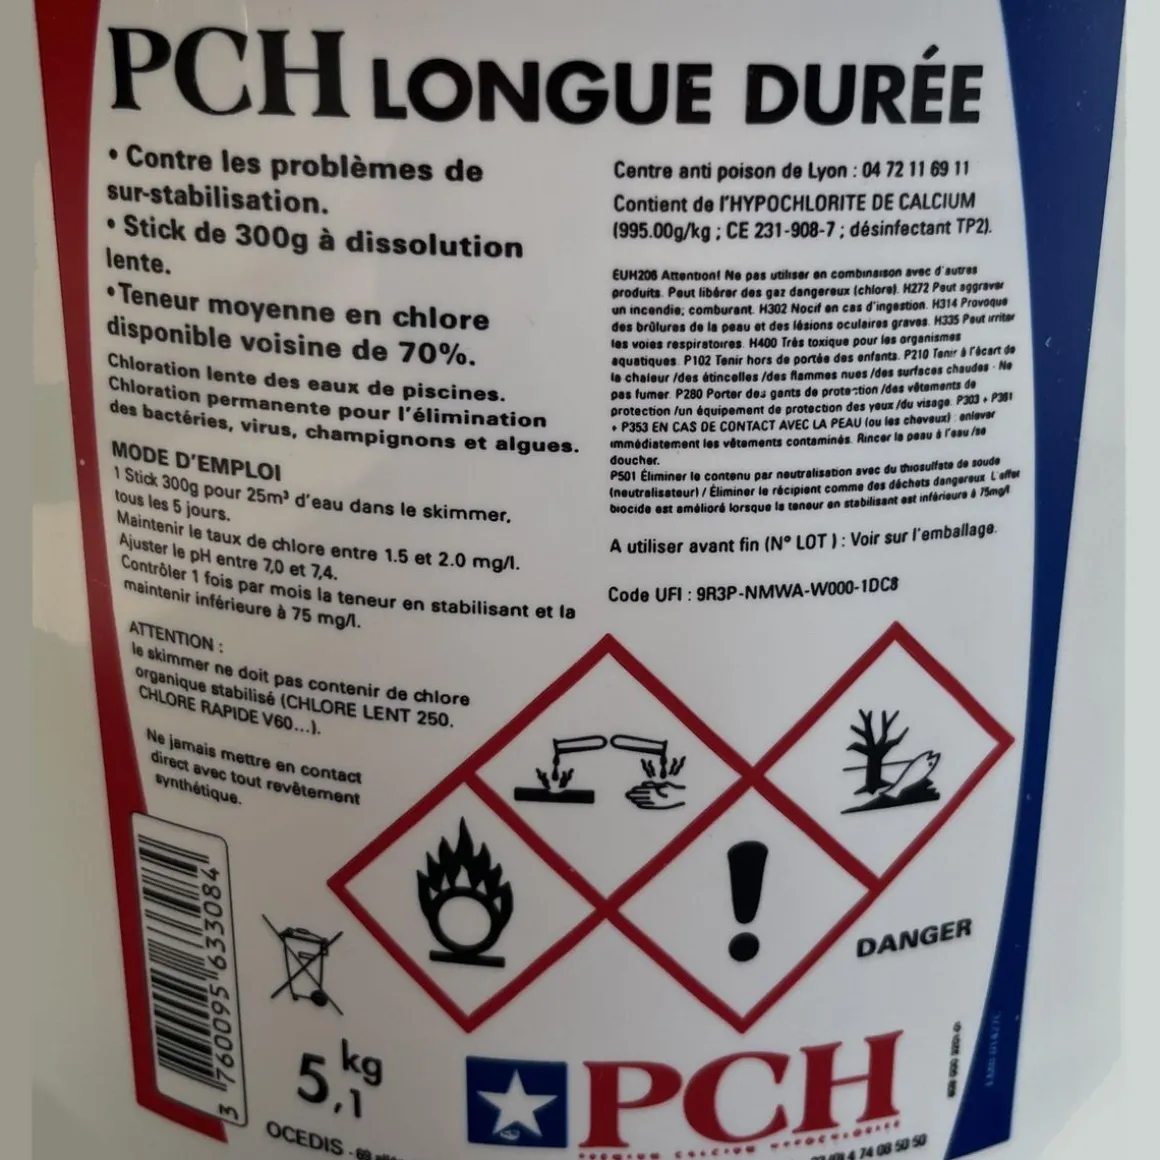 PCH LONGUE DURÉE
• Contre les problèmes de
sur-stabilisation.
• Stick de 300g à dissolution
lente.
• Teneur moyenne en chlore
disponible voisine de 70%.
Chloration lente des eaux de piscines.
Chloration permanente pour l'élimination
des bactéries, virus, champignons et algues.
MODE D'EMPLOI
1 Stick 300g pour 25m³ d'eau dans le skimmer,
tous les 5 jours.
Maintenir le taux de chlore entre 1.5 et 2.0 mg/l.
Ajuster le pH entre 7,0 et 7,4.
Contrôler 1 fois par mois la teneur en stabilisant et la
maintenir inférieure à 75 mg/l.
ATTENTION :
le skimmer ne doit pas contenir de chlore
organique stabilisé (CHLORE LENT 250.
CHLORE RAPIDE V60...).
Ne jamais mettre en contact
direct avec tout revêtement
synthétique.
Centre anti poison de Lyon : 04 72 11 69 11
Contient de l'HYPOCHLORITE DE CALCIUM
(995.00g/kg ; CE 231-908-7 ; désinfectant TP2).
EUH206 Attention! Ne pas utiliser en combinaison avec d'autres
produits. Peut libérer des gaz dangereux (chlore). H272 Peut aggraver
un incendie; comburant. H302 Nocif en cas d'ingestion. H314 Provoque
des brûlures de la peau et des lésions oculaires graves. H335 Peut irriter
les voies respiratoires. H400 Très toxique pour les organismes
aquatiques. P102 Tenir hors de portée des enfants. P210 Tenir à l'écart de
la chaleur /des étincelles /des flammes nues /des surfaces chaudes - Ne
pas fumer. P280 Porter des gants de protection /des vêtements de
protection /un équipement de protection des yeux /du visage. P303 + P361
+ P353 EN CAS DE CONTACT AVEC LA PEAU (ou les cheveux) : enlever
immédiatement les vêtements contaminés. Rincer la peau à l'eau /se
doucher.
P501 Éliminer le contenu par neutralisation avec du thiosulfate de soude
(neutralisateur) / Éliminer le récipient comme des déchets dangereux. L'effet
biocide est amélioré lorsque la teneur en stabilisant est inférieure à 75mg/l
A utiliser avant fin (N° LOT ) : Voir sur l'emballage.
Code UFI : 9R3P-NMWA-W000-1DC8
DANGER
3 760095 633084
5,1 kg
PCH
PREMIUM CALCIUM HYPOCHLORITE
OCEDIS - 69
4 74 08 50 50